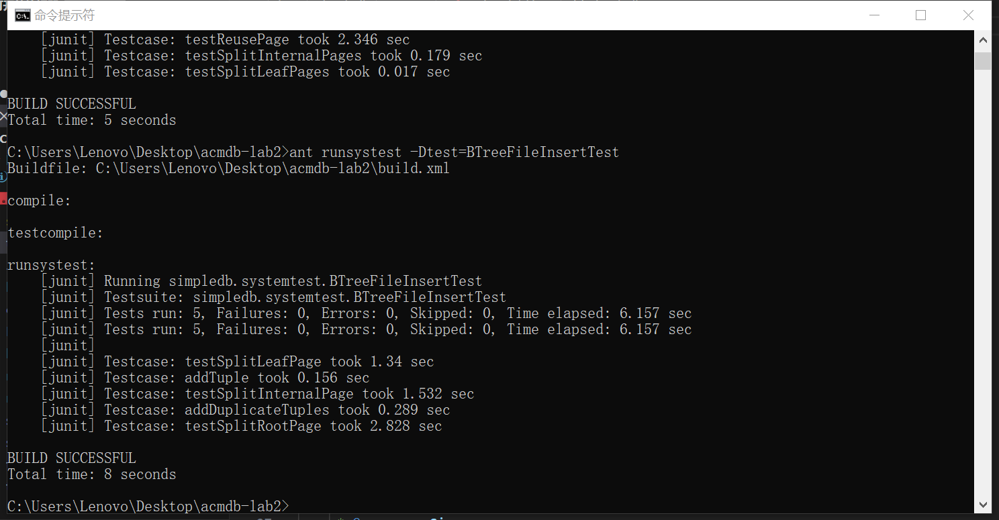 命令提示符
[junit] Testcase: testReusePage took 2.346 sec
[junit] Testcase: testSplitInternalPages took 0.179 sec
[junit] Testcase: testSplitLeafPages took 0.017 sec
BUILD SUCCESSFUL
Total time: 5 seconds
C:\Users\Lenovo\Desktop\acmdb-lab2>ant runsystest -Dtest=BTreeFileInsertTest
Buildfile: C:\Users\Lenovo\Desktop\acmdb-lab2\build.xml
compile:
testcompile:
runsystest:
[junit] Running simpledb.systemtest.BTreeFileInsertTest
[junit] Testsuite: simpledb.systemtest.BTreeFileInsertTest
[junit] Tests run: 5, Failures: 0, Errors: 0, Skipped: 0, Time elapsed: 6.157 sec
[junit] Tests run: 5, Failures: 0, Errors: 0, Skipped: 0, Time elapsed: 6.157 sec
[junit]
[junit] Testcase: testSplitLeafPage took 1.34 sec
[junit] Testcase: addTuple took 0.156 sec
[junit] Testcase: testSplitInternalPage took 1.532 sec
[junit] Testcase: addDuplicateTuples took 0.289 sec
[junit] Testcase: testSplitRootPage took 2.828 sec
BUILD SUCCESSFUL
Total time: 8 seconds
C:\Users\Lenovo\Desktop\acmdb-lab2>